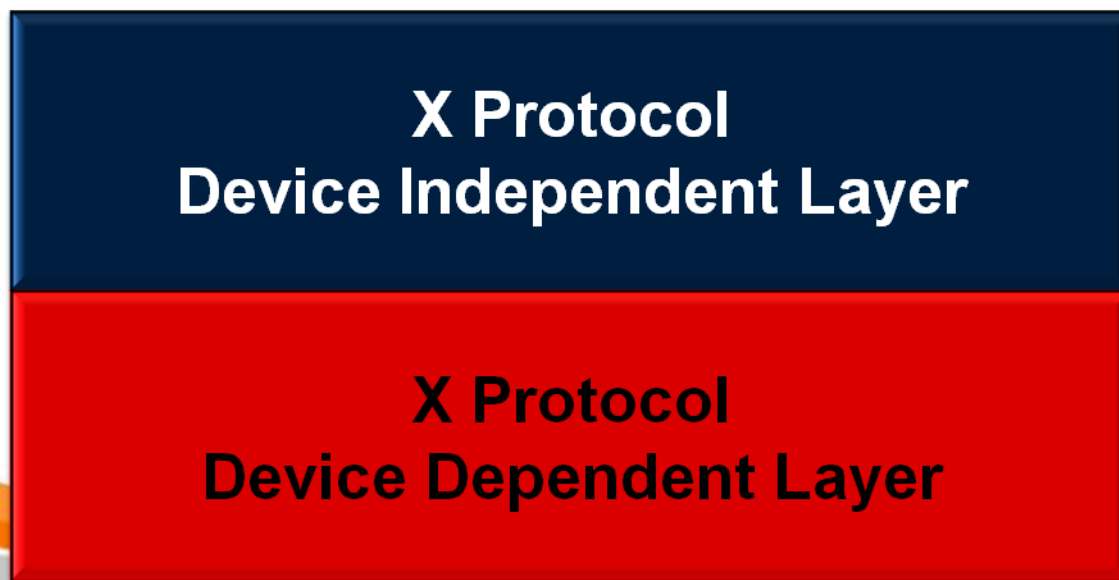 X Protocol
Device Independent Layer
X Protocol
Device Dependent Layer